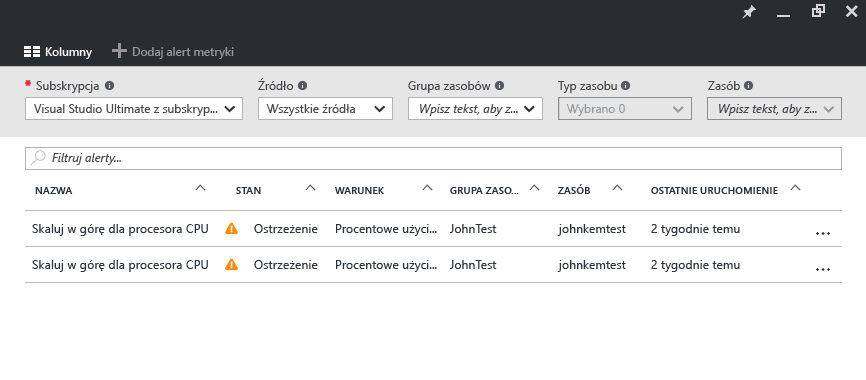 Kolumny Dodaj alert metryki
* Subskrypcja Źródło Grupa zasobów Typ zasobu Zasób
Visual Studio Ultimate z subskryp... Wszystkie źródła Wpisz tekst, aby z... Wybrano 0 Wpisz tekst, aby z...
Filtruj alerty...
NAZWA STAN WARUNEK GRUPA ZASO... ZASÓB OSTATNIE URUCHOMIENIE
Skaluj w górę dla procesora CPU Ostrzeżenie Procentowe użyci... JohnTest johnkemtest 2 tygodnie temu ...
Skaluj w górę dla procesora CPU Ostrzeżenie Procentowe użyci... JohnTest johnkemtest 2 tygodnie temu ...